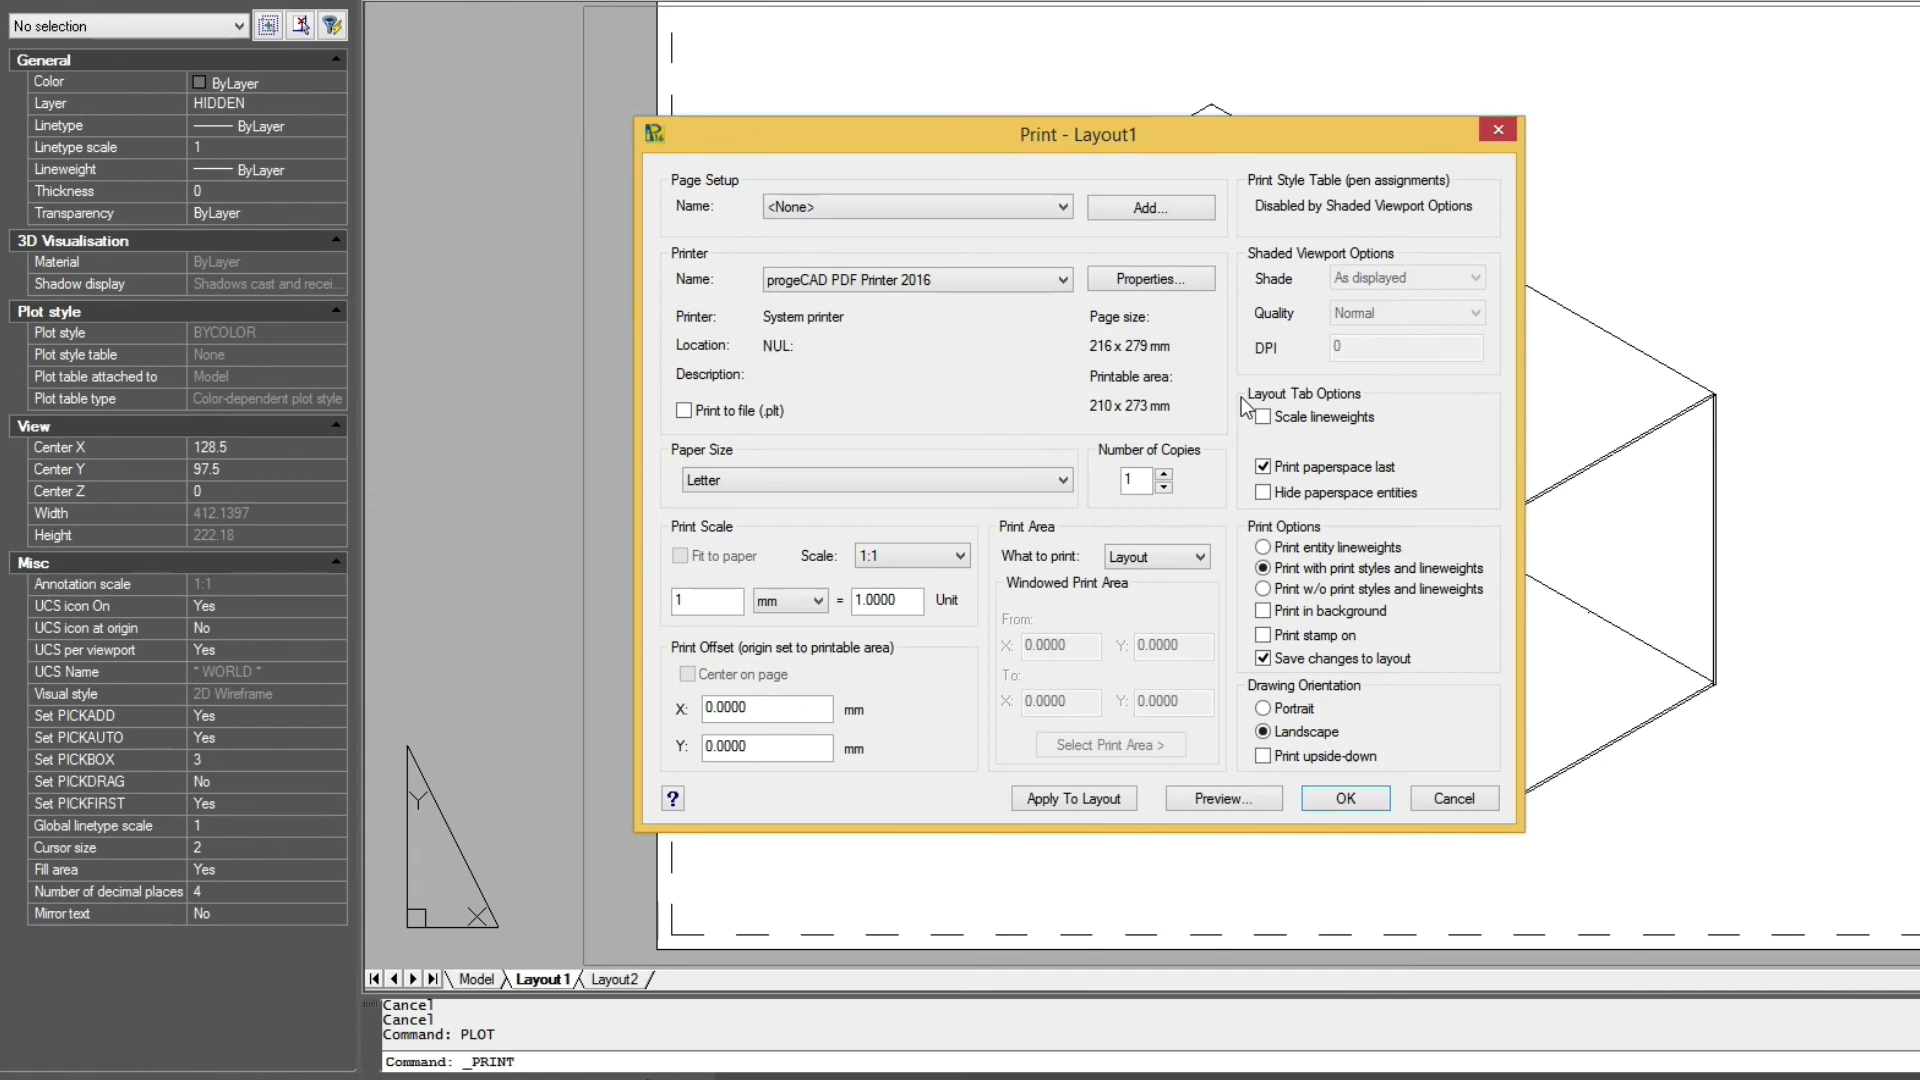 No selection
General
Color ByLayer
Layer HIDDEN
Linetype ByLayer
Linetype scale 1
Lineweight ByLayer
Thickness 0
Transparency ByLayer
3D Visualisation
Material ByLayer
Shadow display Shadows cast and recei...
Plot style
Plot style BYCOLOR
Plot style table None
Plot table attached to Model
Plot table type Color-dependent plot style
View
Center X 128.5
Center Y 97.5
Center Z 0
Width 412.1397
Height 222.18
Misc
Annotation scale 1:1
UCS icon On Yes
UCS icon at origin No
UCS per viewport Yes
UCS Name * WORLD *
Visual style 2D Wireframe
Set PICKADD Yes
Set PICKAUTO Yes
Set PICKBOX 3
Set PICKDRAG No
Set PICKFIRST Yes
Global linetype scale 1
Cursor size 2
Fill area Yes
Number of decimal places 4
Mirror text No
Y
X
Print - Layout1
Page Setup
Name: <None> Add...
Printer
Name: progeCAD PDF Printer 2016 Properties...
Printer: System printer Page size:
Location: NUL: 216 x 279 mm
Description: Printable area:
210 x 273 mm
Print to file (.plt)
Paper Size
Letter
Number of Copies
1
Print Scale
Fit to paper Scale: 1:1
1 mm = 1.0000 Unit
Print Offset (origin set to printable area)
Center on page
X: 0.0000 mm
Y: 0.0000 mm
Print Area
What to print: Layout
Windowed Print Area
From:
X: 0.0000 Y: 0.0000
To:
X: 0.0000 Y: 0.0000
Select Print Area >
Print Style Table (pen assignments)
Disabled by Shaded Viewport Options
Shaded Viewport Options
Shade As displayed
Quality Normal
DPI 0
Layout Tab Options
Scale lineweights
Print paperspace last
Hide paperspace entities
Print Options
Print entity lineweights
Print with print styles and lineweights
Print w/o print styles and lineweights
Print in background
Print stamp on
Save changes to layout
Drawing Orientation
Portrait
Landscape
Print upside-down
? Apply To Layout Preview... OK Cancel
Model Layout1 Layout2
Cancel
Cancel
Command: PLOT
Command: _PRINT